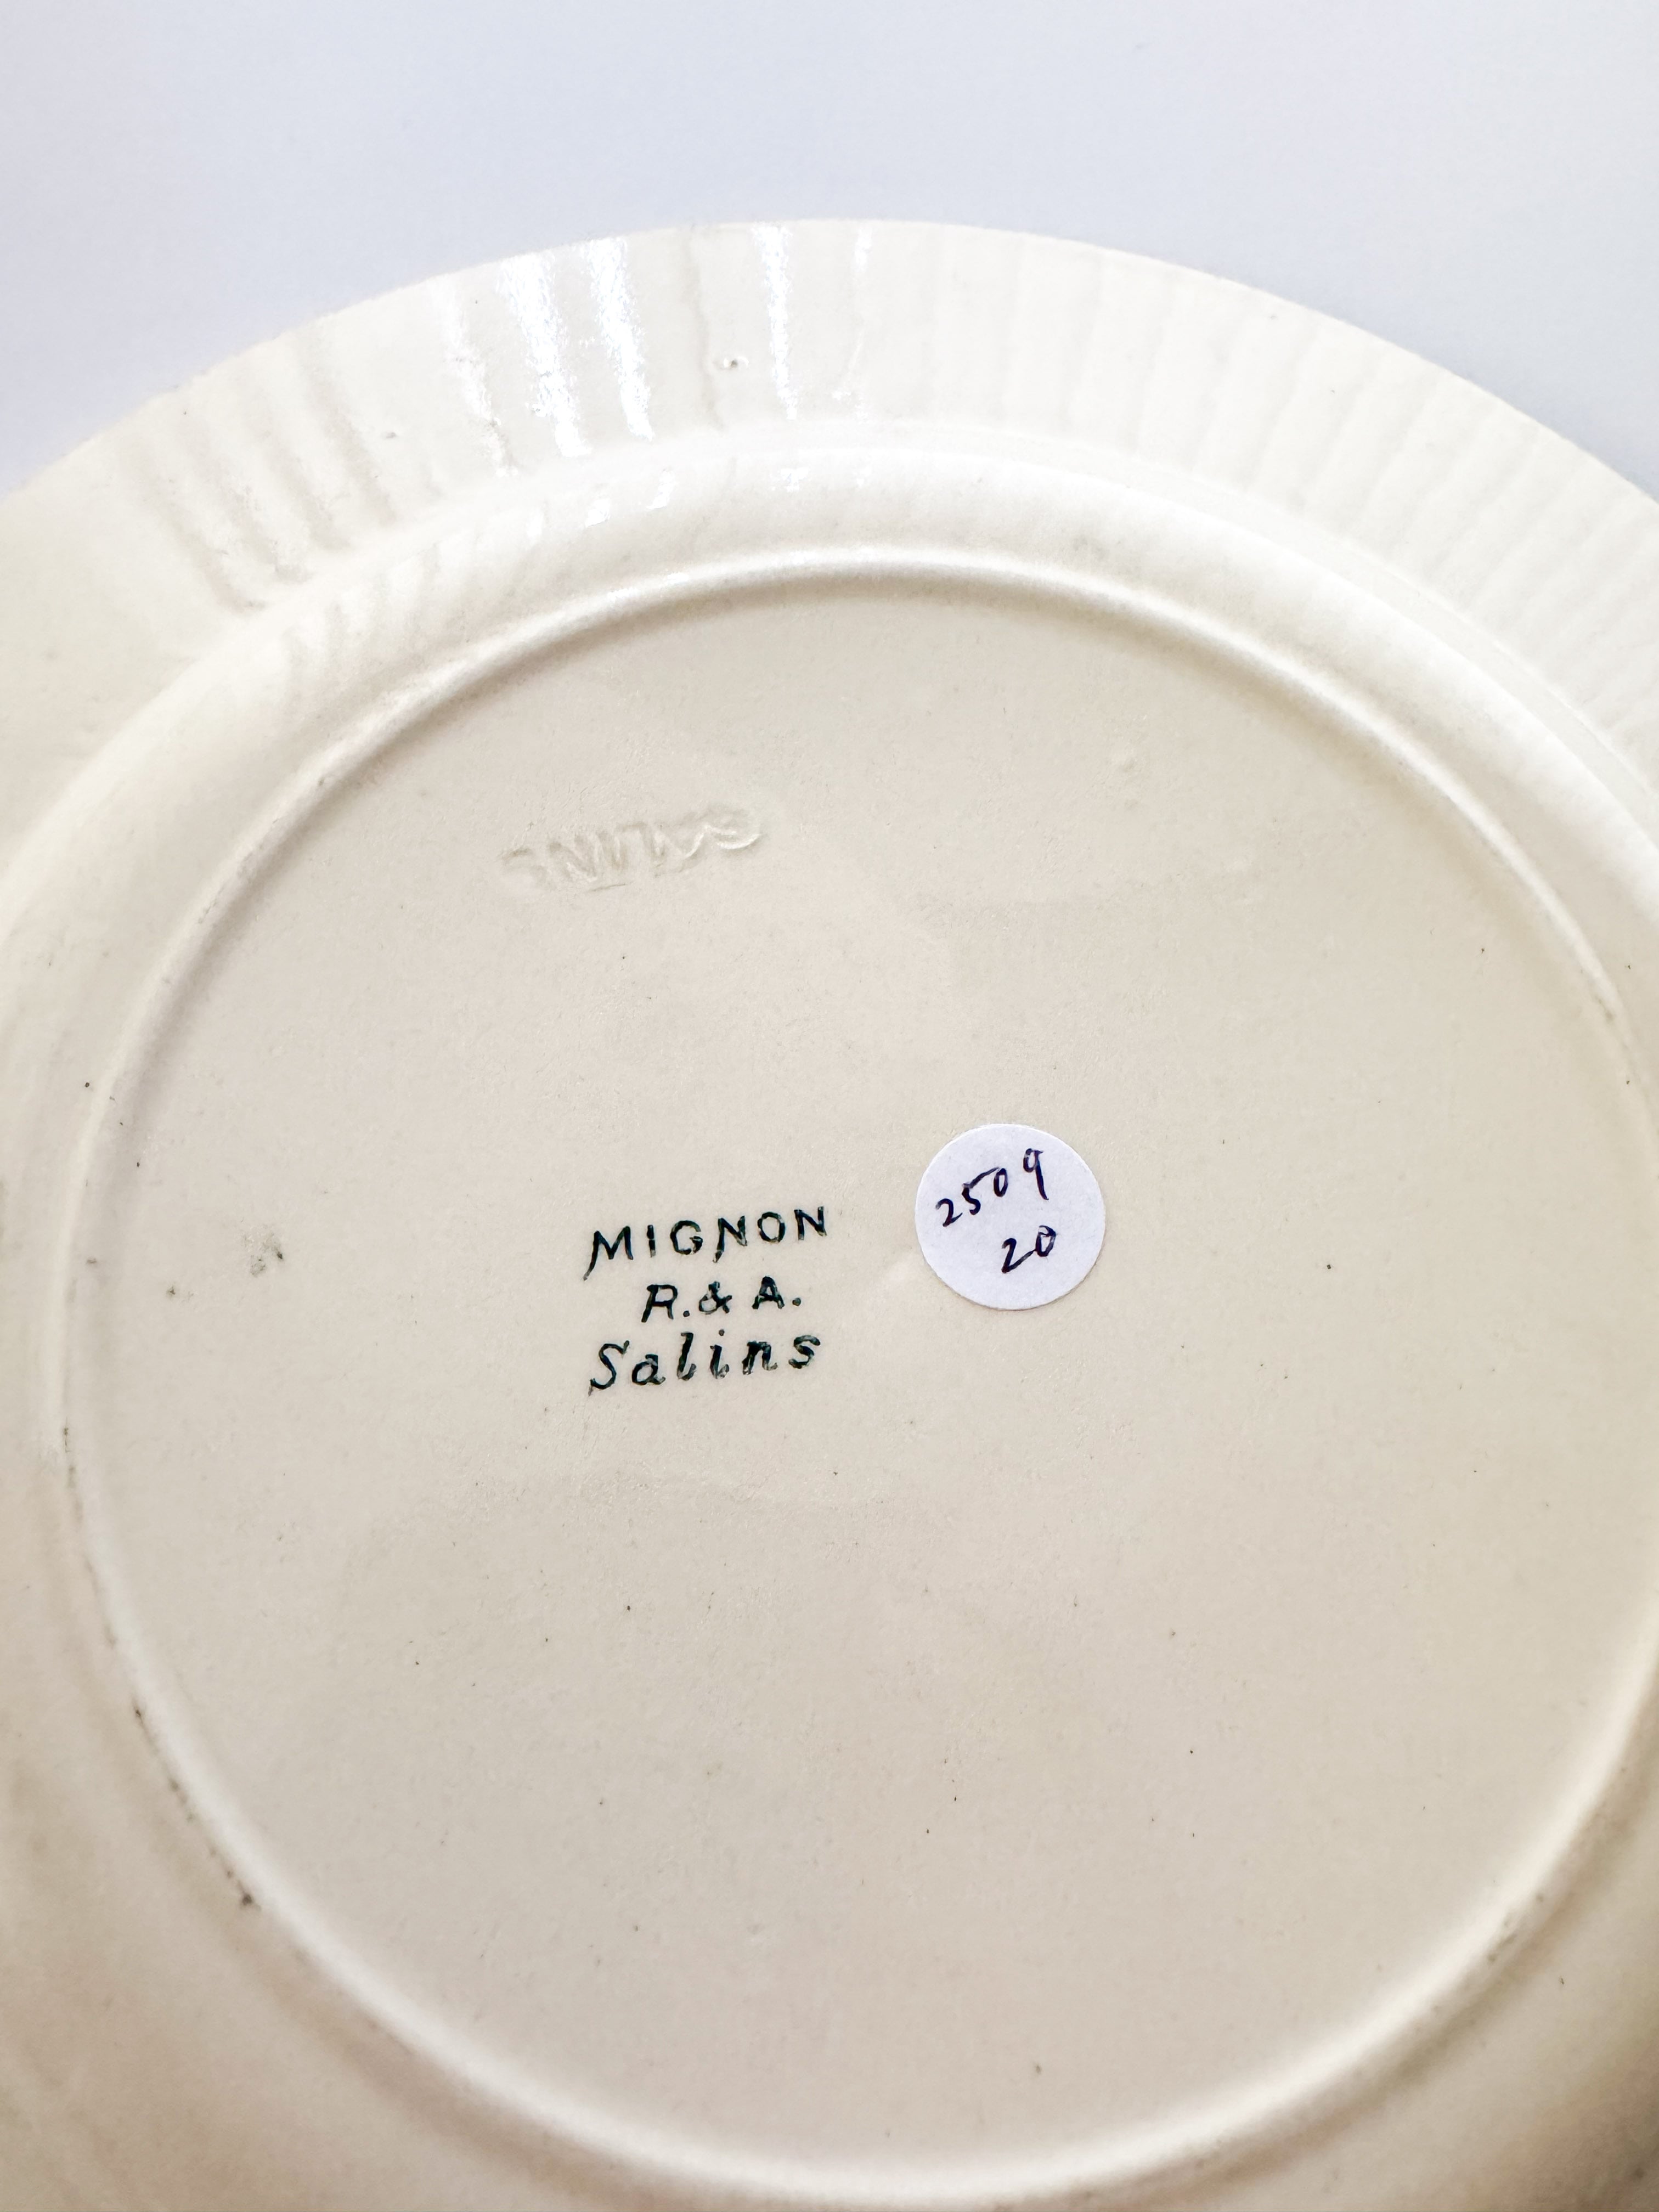 SALINS
MIGNON
R. & A.
Salins
2509
20